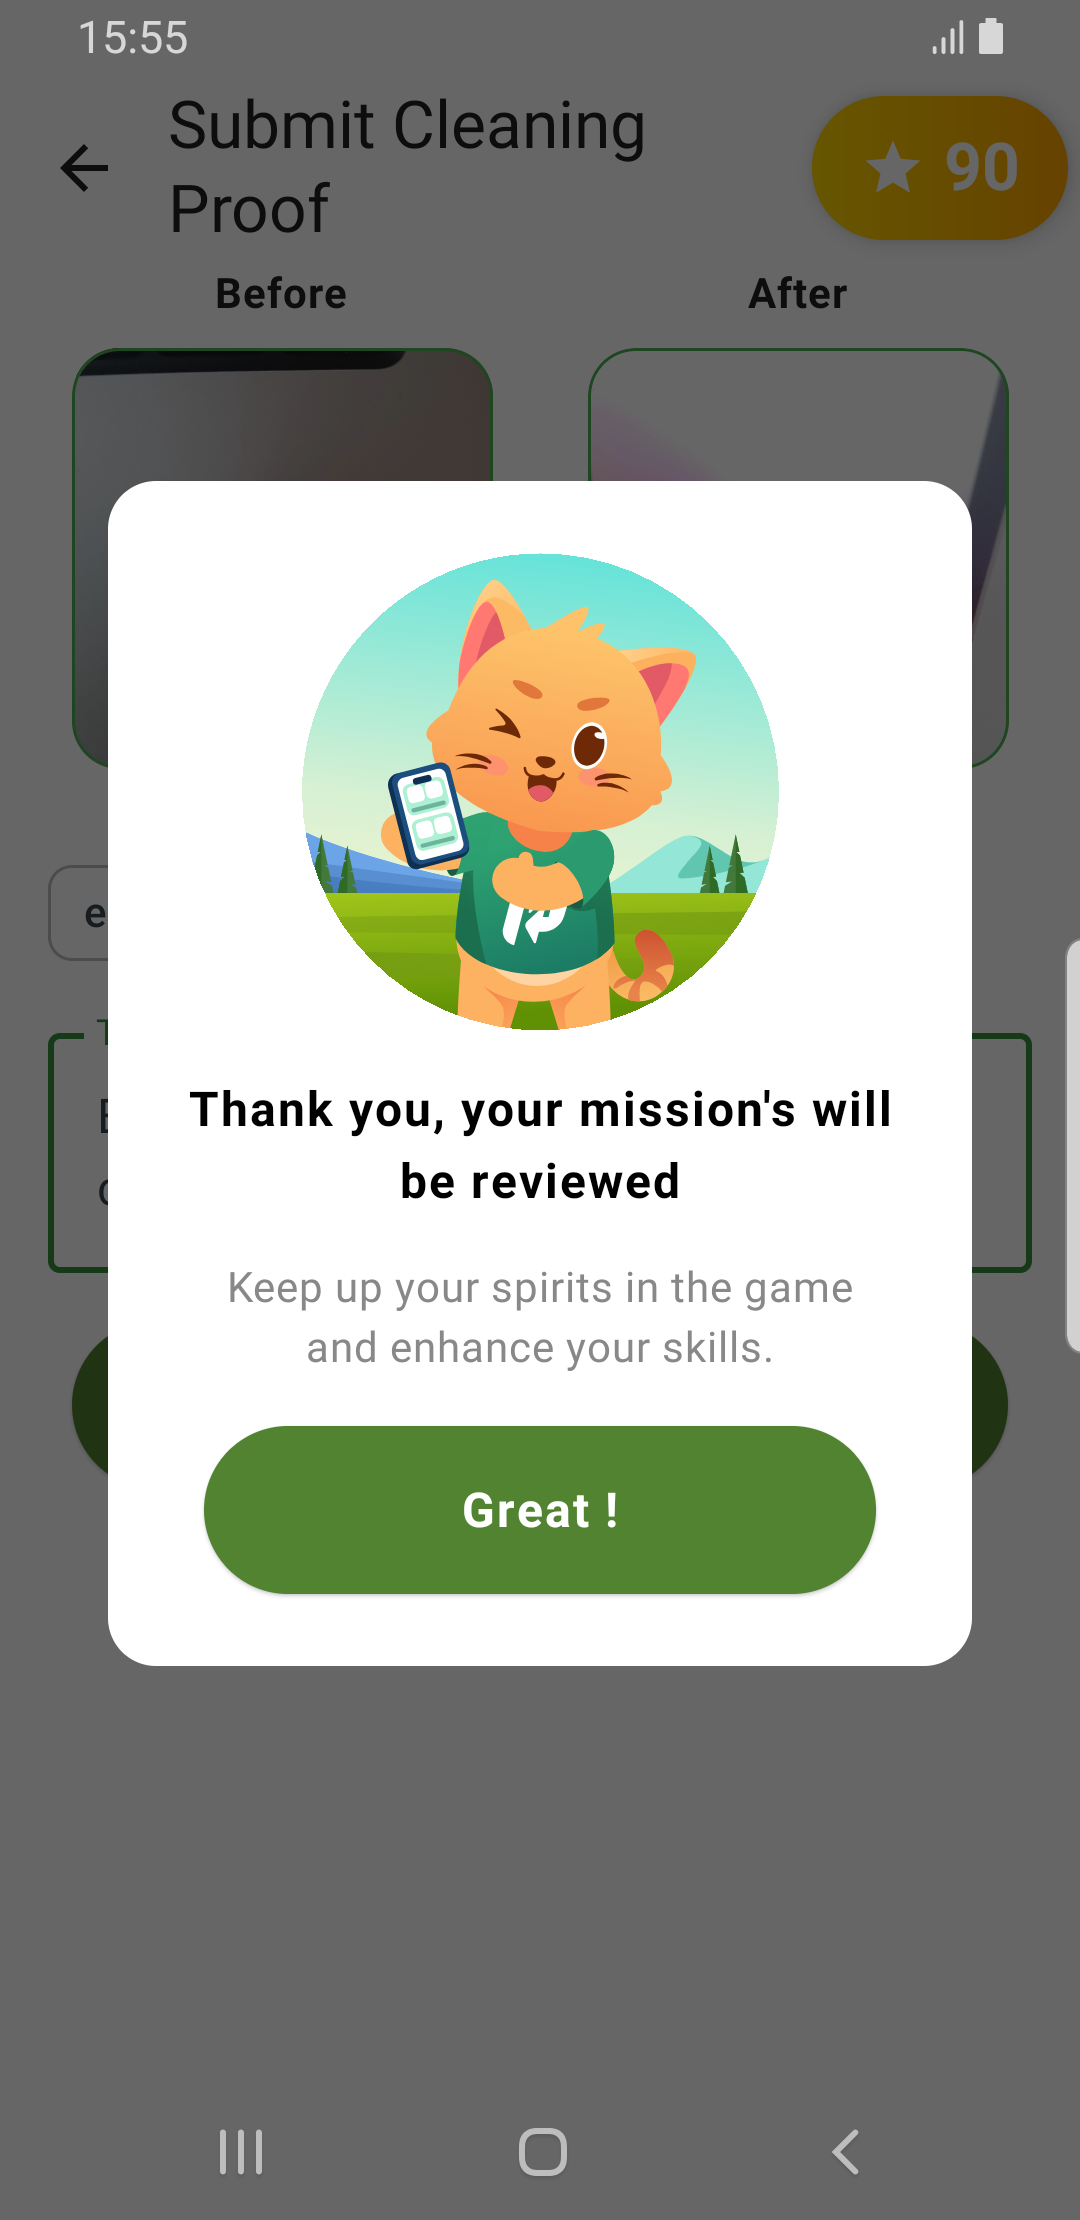 15:55
Submit Cleaning
Proof
90
Before
After
Thank you, your mission's will
be reviewed
Keep up your spirits in the game
and enhance your skills.
Great !